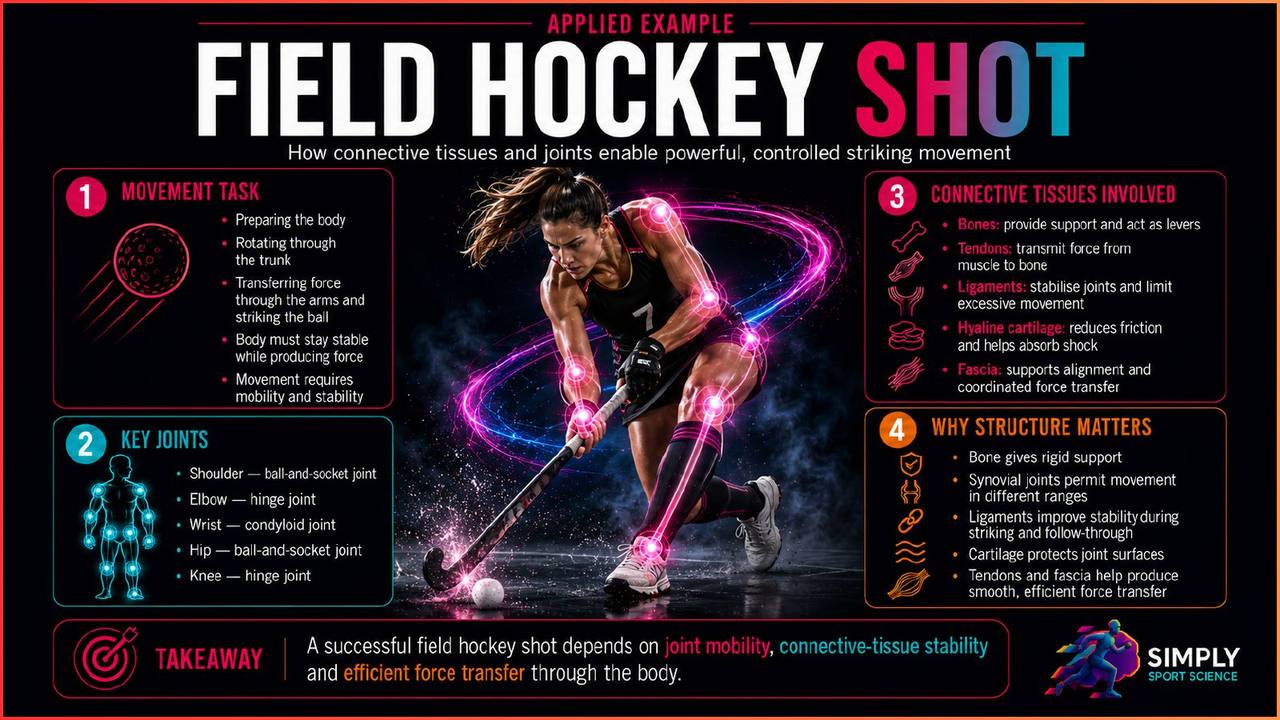 APPLIED EXAMPLE
FIELD HOCKEY SHOT
How connective tissues and joints enable powerful, controlled striking movement
1 MOVEMENT TASK
• Preparing the body
• Rotating through
the trunk
• Transferring force
through the arms and
striking the ball
• Body must stay stable
while producing force
• Movement requires
mobility and stability
2 KEY JOINTS
• Shoulder — ball-and-socket joint
• Elbow — hinge joint
• Wrist — condyloid joint
• Hip — ball-and-socket joint
• Knee — hinge joint
7
3 CONNECTIVE TISSUES INVOLVED
• Bones: provide support and act as levers
• Tendons: transmit force from
muscle to bone
• Ligaments: stabilise joints and limit
excessive movement
• Hyaline cartilage: reduces friction
and helps absorb shock
• Fascia: supports alignment and
coordinated force transfer
4 WHY STRUCTURE MATTERS
• Bone gives rigid support
• Synovial joints permit movement
in different ranges
• Ligaments improve stability during
striking and follow-through
• Cartilage protects joint surfaces
• Tendons and fascia help produce
smooth, efficient force transfer
TAKEAWAY
A successful field hockey shot depends on joint mobility, connective-tissue stability
and efficient force transfer through the body.
SIMPLY
SPORT SCIENCE